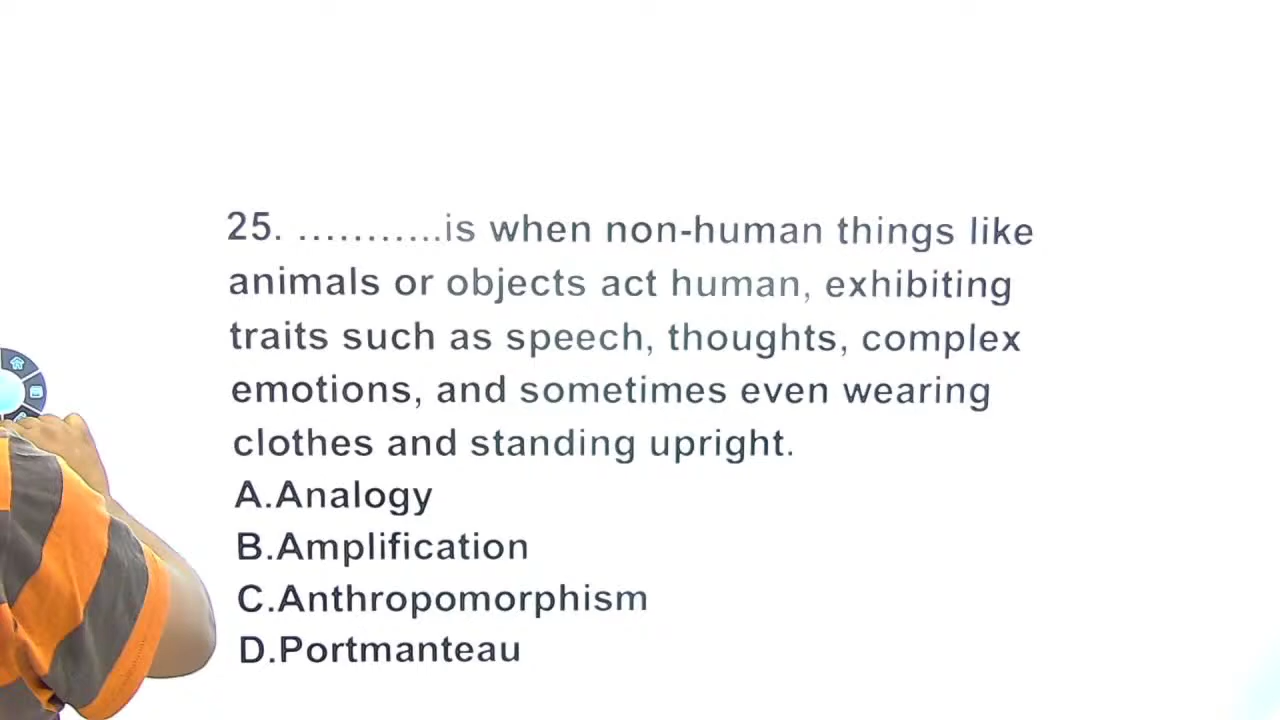 25. ...........is when non-human things like
animals or objects act human, exhibiting
traits such as speech, thoughts, complex
emotions, and sometimes even wearing
clothes and standing upright.
A.Analogy
B.Amplification
C.Anthropomorphism
D.Portmanteau